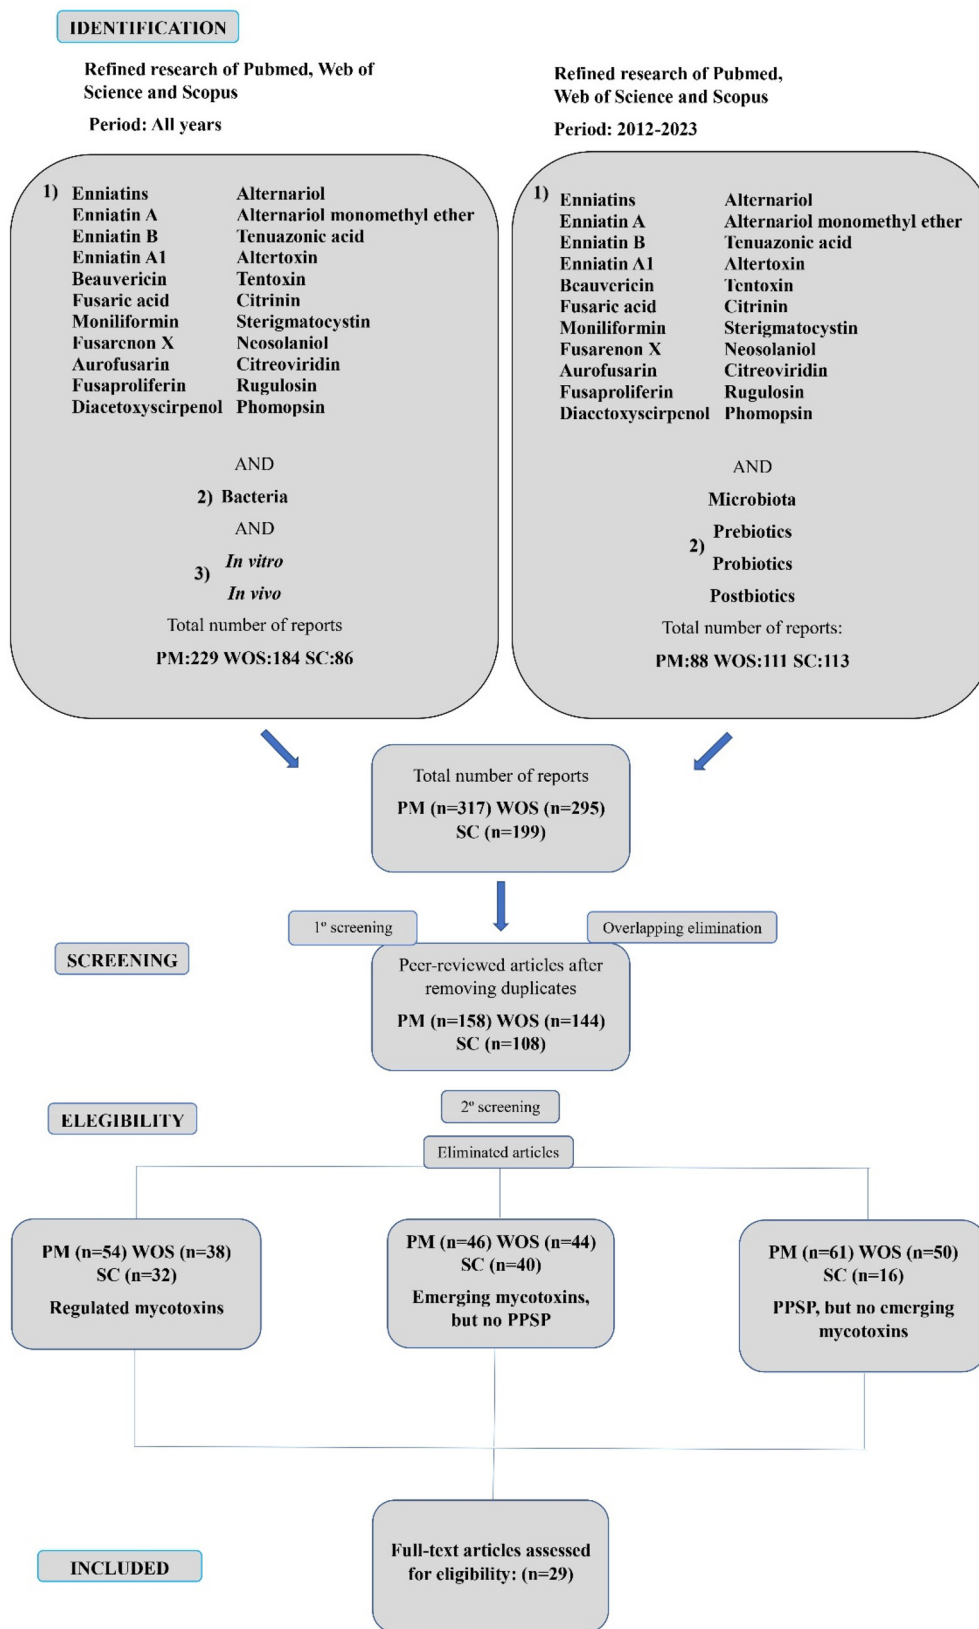 IDENTIFICATION
Refined research of Pubmed, Web of
Science and Scopus
Period: All years
1) Enniatins Alternariol
Enniatin A Alternariol monomethyl ether
Enniatin B Tenuazonic acid
Enniatin A1 Altertoxin
Beauvericin Tentoxin
Fusaric acid Citrinin
Moniliformin Sterigmatocystin
Fusarenon X Neosolaniol
Aurofusarin Citreoviridin
Fusaproliferin Rugulosin
Diacetoxyscirpenol Phomopsin
AND
2) Bacteria
AND
3) In vitro
In vivo
Total number of reports
PM:229 WOS:184 SC:86
Refined research of Pubmed,
Web of Science and Scopus
Period: 2012-2023
1) Enniatins Alternariol
Enniatin A Alternariol monomethyl ether
Enniatin B Tenuazonic acid
Enniatin A1 Altertoxin
Beauvericin Tentoxin
Fusaric acid Citrinin
Moniliformin Sterigmatocystin
Fusarenon X Neosolaniol
Aurofusarin Citreoviridin
Fusaproliferin Rugulosin
Diacetoxyscirpenol Phomopsin
AND
Microbiota
Prebiotics
2)
Probiotics
Postbiotics
Total number of reports:
PM:88 WOS:111 SC:113
Total number of reports
PM (n=317) WOS (n=295)
SC (n=199)
1º screening
Overlapping elimination
SCREENING
Peer-reviewed articles after
removing duplicates
PM (n=158) WOS (n=144)
SC (n=108)
2º screening
ELEGIBILITY
Eliminated articles
PM (n=54) WOS (n=38)
SC (n=32)
Regulated mycotoxins
PM (n=46) WOS (n=44)
SC (n=40)
Emerging mycotoxins,
but no PPSP
PM (n=61) WOS (n=50)
SC (n=16)
PPSP, but no emerging
mycotoxins
INCLUDED
Full-text articles assessed
for eligibility: (n=29)